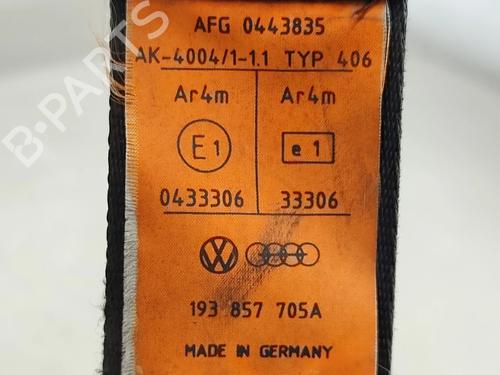 AFG 0443835
AK-4004/1-1.1 TYP 406
Ar4m Ar4m
E1 e1
0433306 33306
193 857 705A
MADE IN GERMANY
B-PARTS